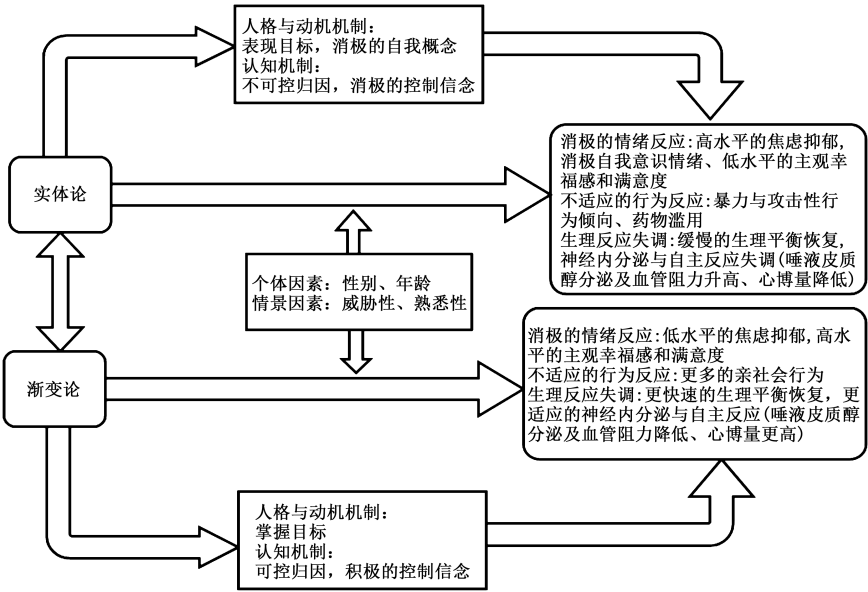 人格与动机机制：
表现目标，消极的自我概念
认知机制：
不可控归因，消极的控制信念
消极的情绪反应:高水平的焦虑抑郁,
消极自我意识情绪、低水平的主观幸
福感和满意度
不适应的行为反应：暴力与攻击性行
为倾向、药物滥用
生理反应失调:缓慢的生理平衡恢复,
神经内分泌与自主反应失调(唾液皮质
醇分泌及血管阻力升高、心博量降低)
实体论
个体因素：性别、年龄
情景因素：威胁性、熟悉性
渐变论
消极的情绪反应:低水平的焦虑抑郁,高水
平的主观幸福感和满意度
不适应的行为反应：更多的亲社会行为
生理反应失调:更快速的生理平衡恢复，更
适应的神经内分泌与自主反应(唾液皮质醇
分泌及血管阻力降低、心博量更高)
人格与动机机制：
掌握目标
认知机制：
可控归因，积极的控制信念